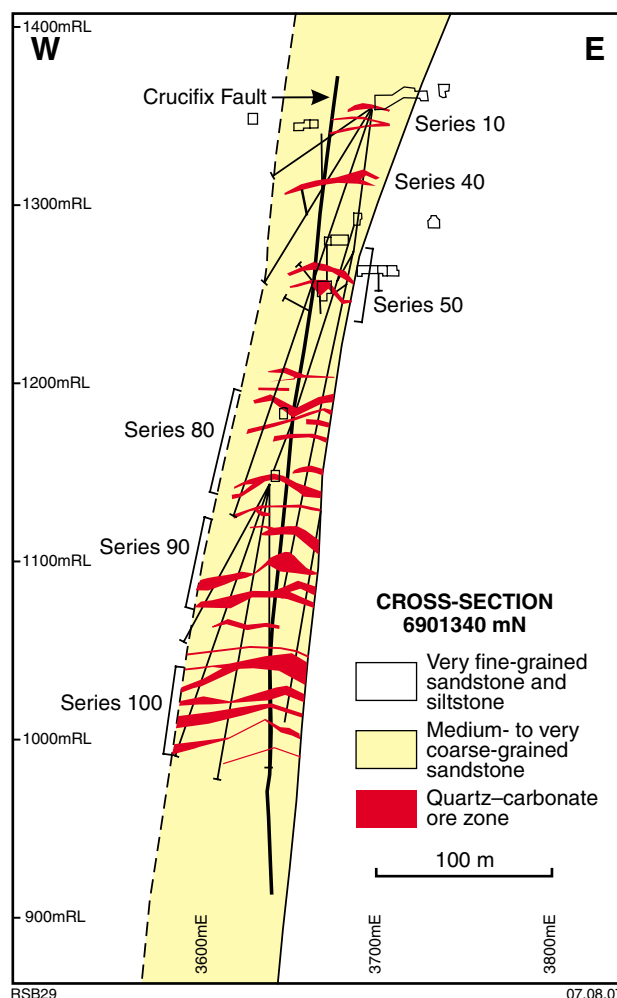 1400mRL
W
E
Crucifix Fault
Series 10
Series 40
1300mRL
Series 50
1200mRL
Series 80
Series 90
1100mRL
CROSS-SECTION
6901340 mN
Very fine-grained
sandstone and
siltstone
Series 100
Medium- to very
coarse-grained
sandstone
1000mRL
Quartz–carbonate
ore zone
100 m
900mRL
3600mE
3700mE
3800mE
RSB29
07.08.07